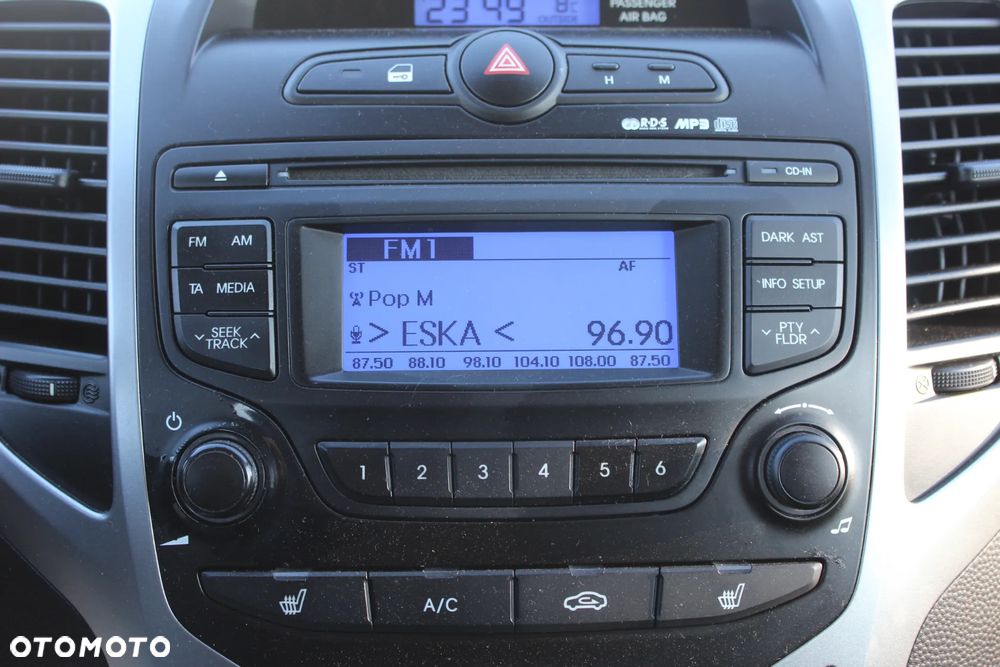 23:49 8°C
OUTSIDE
PASSENGER
AIR BAG
H M
R·D·S MP3
CD-IN
FM AM
TA MEDIA
SEEK
TRACK
FM1
ST AF
Pop M
> ESKA < 96.90
87.50 88.10 98.10 104.10 108.00 87.50
DARK AST
INFO SETUP
PTY
FLDR
1 2 3 4 5 6
A/C
OTOMOTO